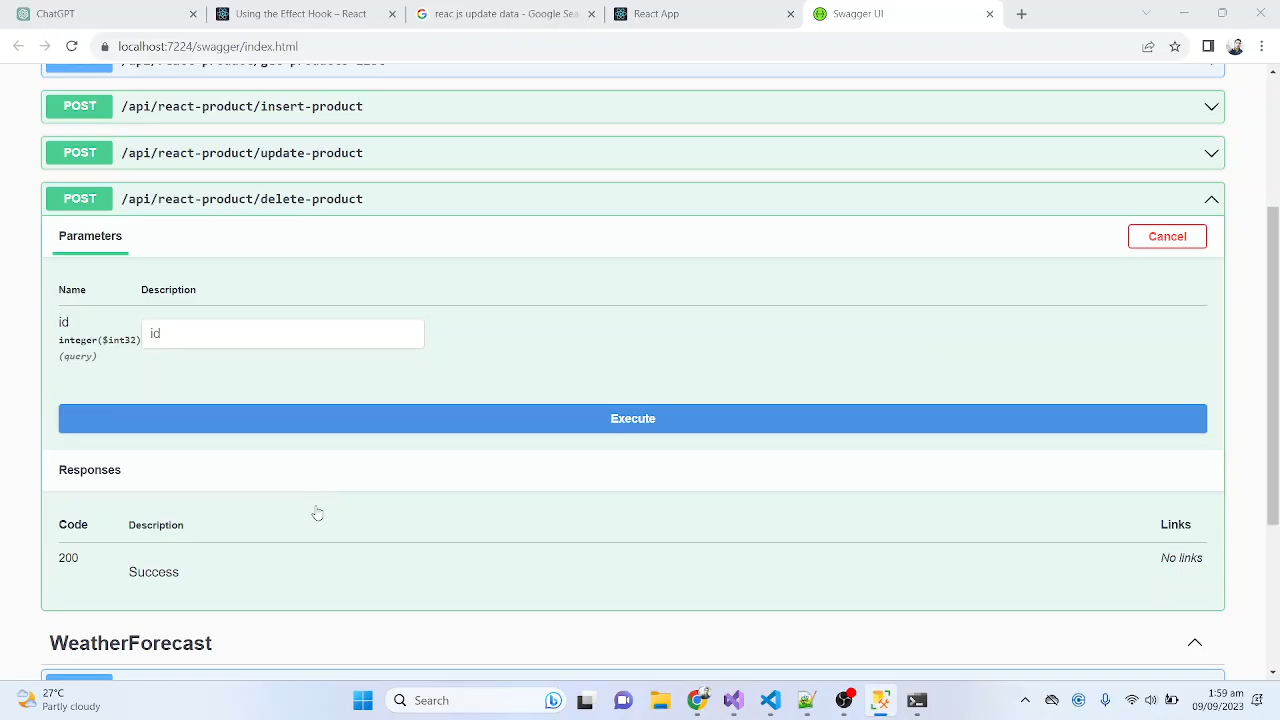 ChatGPT
Using the Effect Hook – React
reac.js update data - Google Sea
React App
Swagger UI
localhost:7224/swagger/index.html
POST /api/react-product/insert-product
POST /api/react-product/update-product
POST /api/react-product/delete-product
Parameters
Cancel
Name Description
id
integer($int32)
(query)
id
Execute
Responses
Code Description Links
200 Success No links
WeatherForecast
27°C
Partly cloudy
Search
1:59 am
09/09/2023